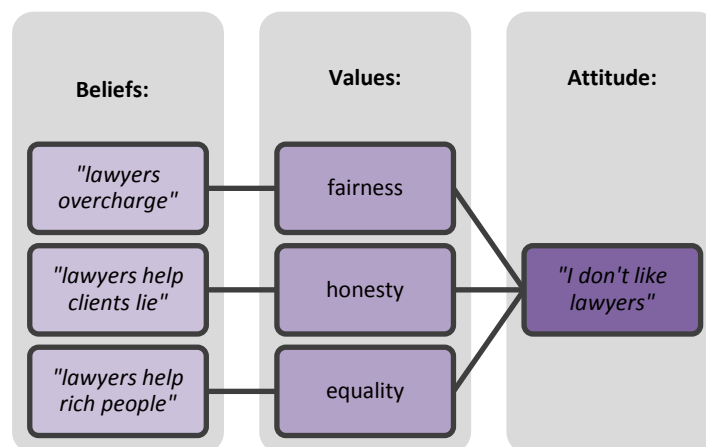 Beliefs:
Values:
Attitude:
"lawyers
overcharge"
fairness
"lawyers help
clients lie"
honesty
"I don't like
lawyers"
"lawyers help
rich people"
equality